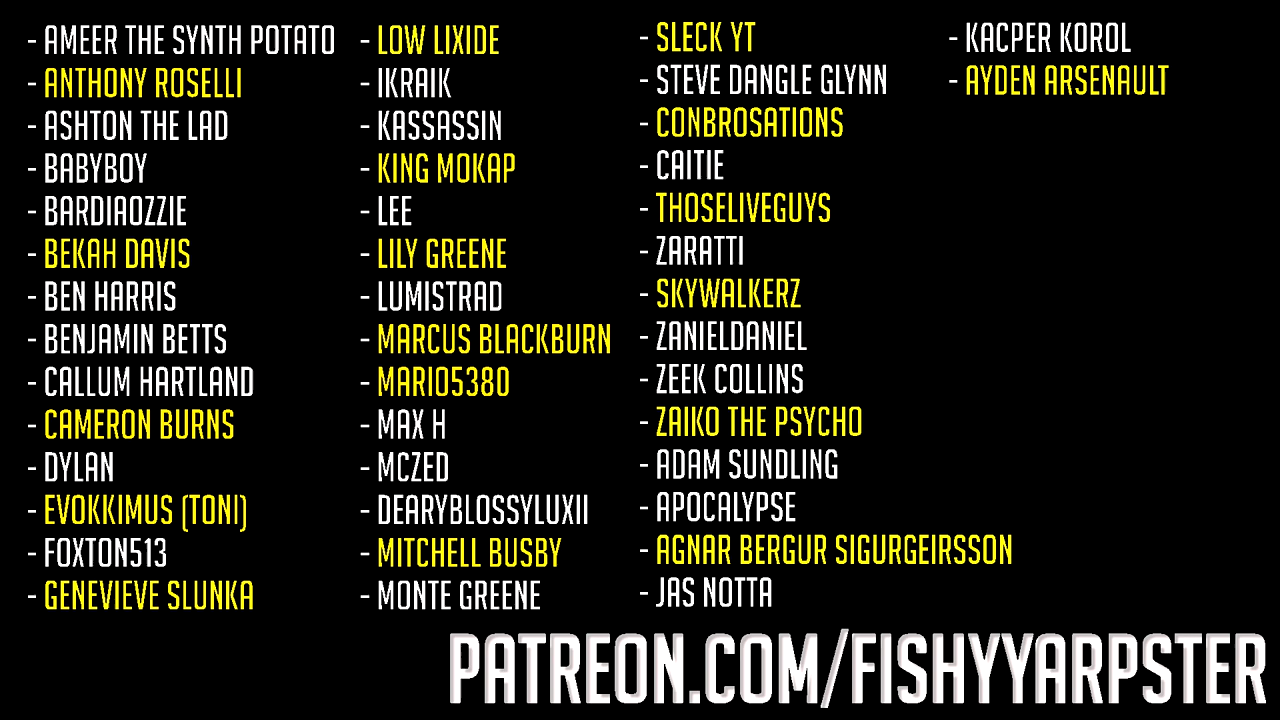 - AMEER THE SYNTH POTATO
- ANTHONY ROSELLI
- ASHTON THE LAD
- BABYBOY
- BARDIAOZZIE
- BEKAH DAVIS
- BEN HARRIS
- BENJAMIN BETTS
- CALLUM HARTLAND
- CAMERON BURNS
- DYLAN
- EVOKKIMUS (TONI)
- FOXTON513
- GENEVIEVE SLUNKA
- LOW LIXIDE
- IKRAIK
- KASSASSIN
- KING MOKAP
- LEE
- LILY GREENE
- LUMISTRAD
- MARCUS BLACKBURN
- MARIO5380
- MAX H
- MCZED
- DEARYBLOSSYLUXII
- MITCHELL BUSBY
- MONTE GREENE
- SLECK YT
- STEVE DANGLE GLYNN
- CONBROSATIONS
- CAITIE
- THOSELIVEGUYS
- ZARATTI
- SKYWALKERZ
- ZANIELDANIEL
- ZEEK COLLINS
- ZAIKO THE PSYCHO
- ADAM SUNDLING
- APOCALYPSE
- AGNAR BERGUR SIGURGEIRSSON
- JAS NOTTA
- KACPER KOROL
- AYDEN ARSENAULT
PATREON.COM/FISHYYARPSTER